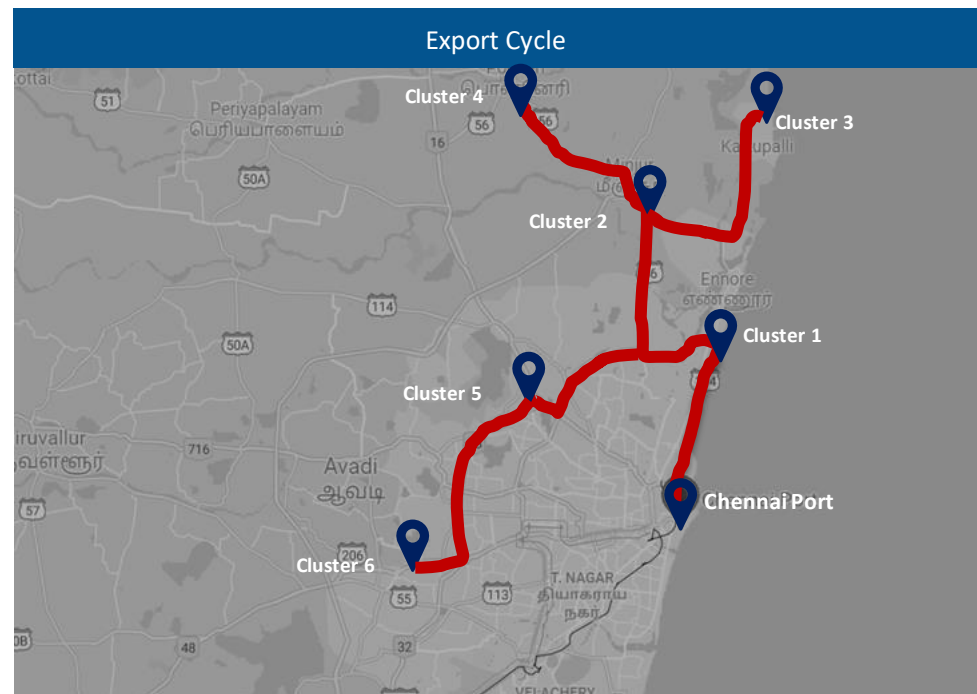 Export Cycle
51
Periyapalayam
பெரியபாளையம்
Cluster 4
56
56
16
Cluster 3
50A
Cluster 2
Ennore
எண்ணூர்
114
50A
Cluster 1
Cluster 5
716
Avadi
ஆவடி
57
Chennai Port
206
Cluster 6
55
113
T. NAGAR
தியாகராய
நகர்
32
48